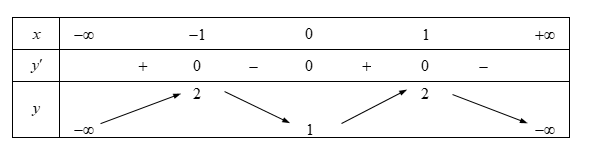 x −∞ −1 0 1 +∞
y′ + 0 − 0 + 0 −
2 2
y
−∞ 1 −∞